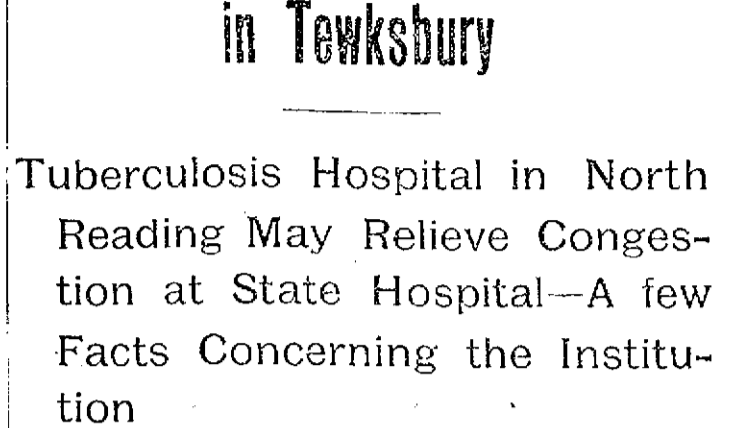 in Tewksbury
Tuberculosis Hospital in North
Reading May Relieve Conges-
tion at State Hospital—A few
Facts Concerning the Institu-
tion